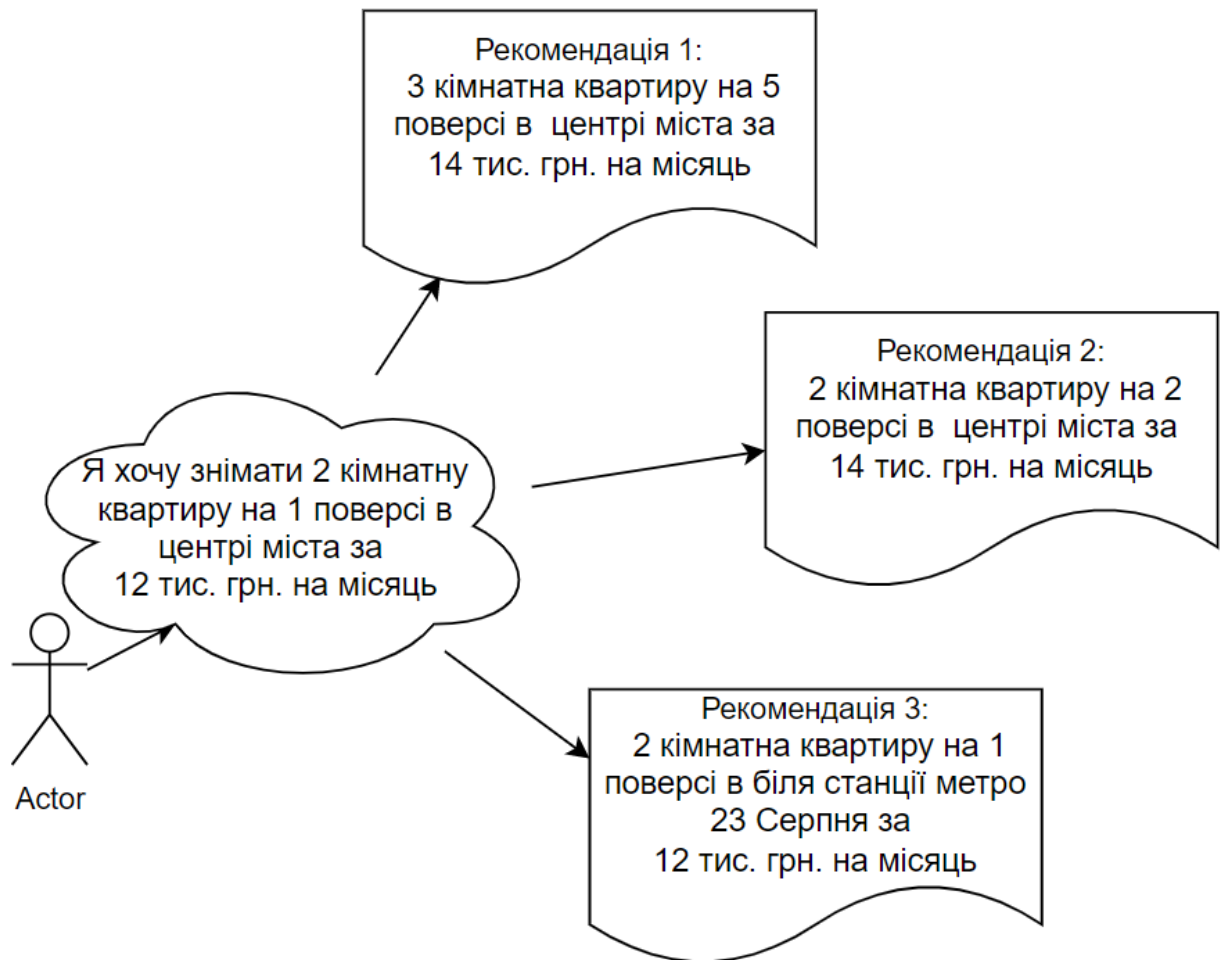 Рекомендація 1:
3 кімнатна квартиру на 5
поверсі в центрі міста за
14 тис. грн. на місяць
Рекомендація 2:
2 кімнатна квартиру на 2
поверсі в центрі міста за
14 тис. грн. на місяць
Я хочу знімати 2 кімнатну
квартиру на 1 поверсі в
центрі міста за
12 тис. грн. на місяць
Actor
Рекомендація 3:
2 кімнатна квартиру на 1
поверсі в біля станції метро
23 Серпня за
12 тис. грн. на місяць